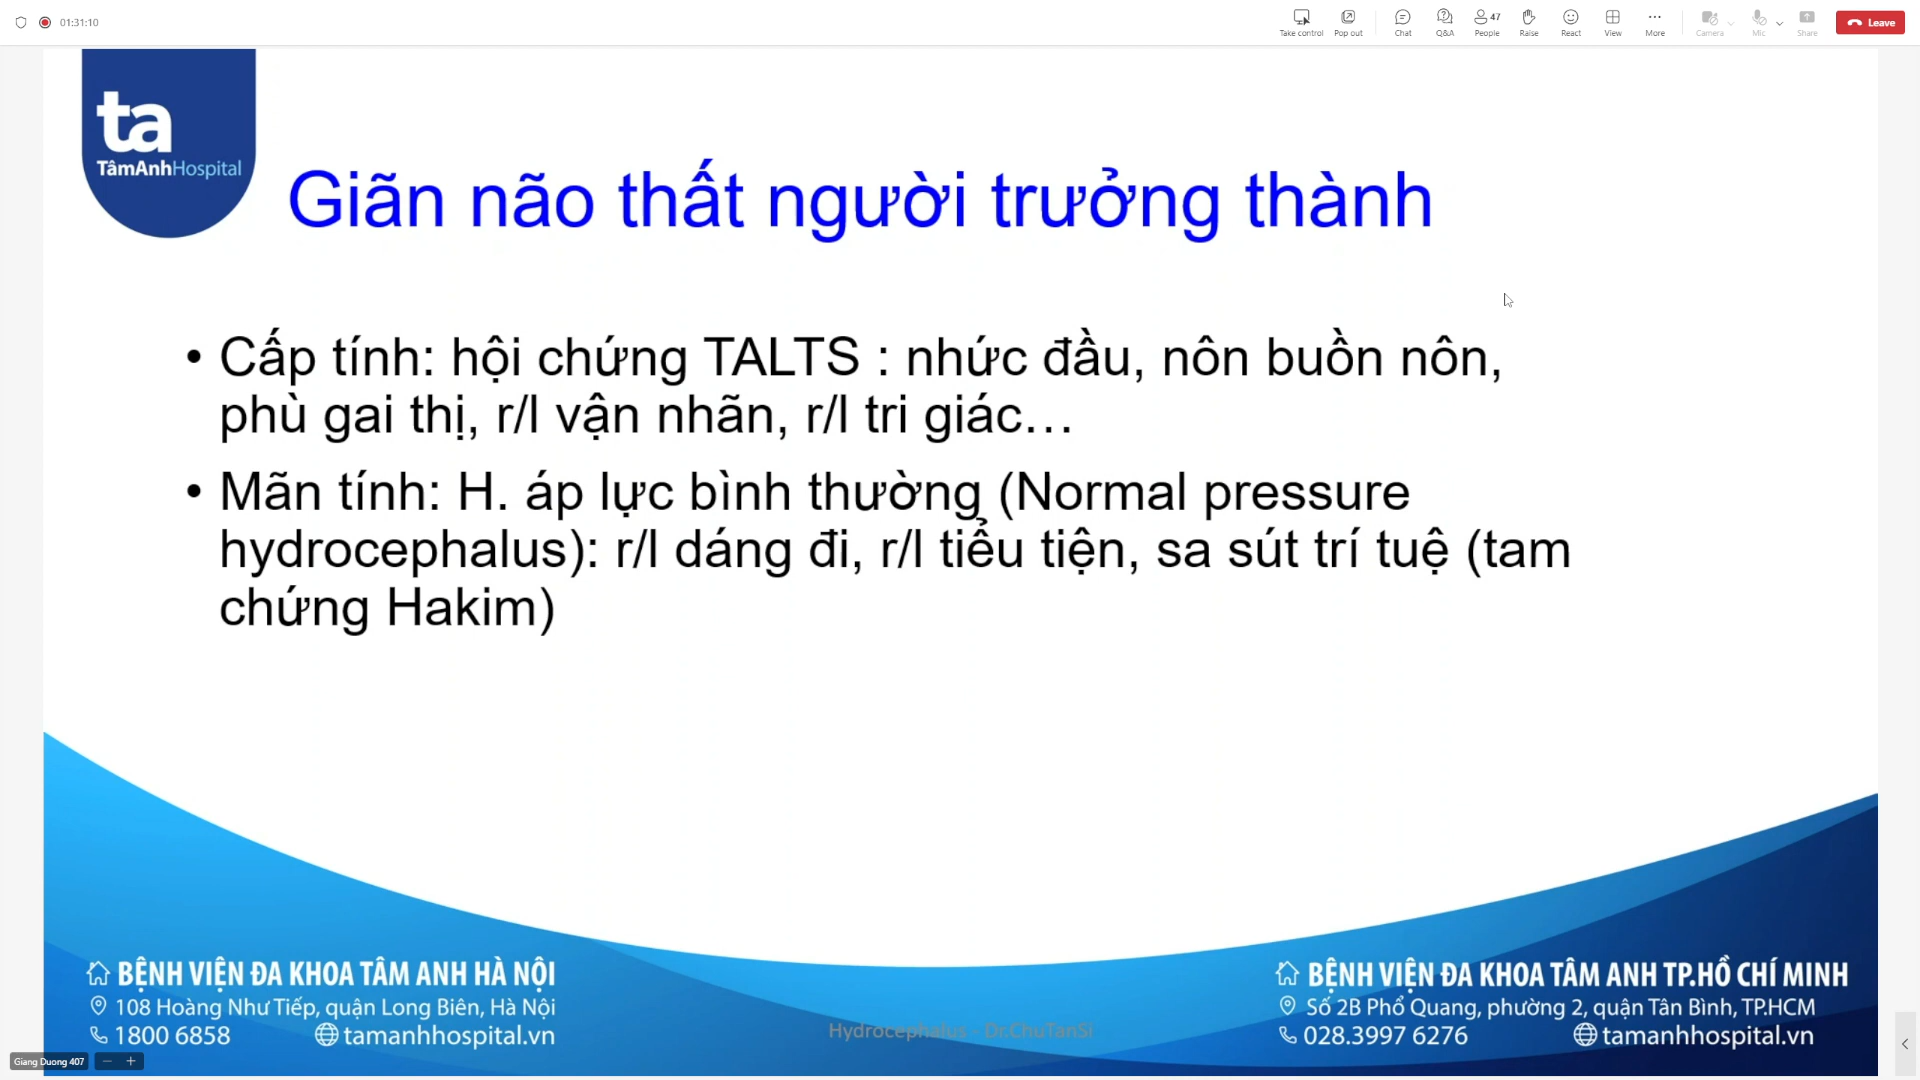 01:31:10
Take control
Pop out
Chat
Q&A
47
People
Raise
React
View
More
Camera
Mic
Share
Leave
ta
TâmAnhHospital
Giãn não thất người trưởng thành
• Cấp tính: hội chứng TALTS : nhức đầu, nôn buồn nôn,
phù gai thị, r/l vận nhãn, r/l tri giác…
• Mãn tính: H. áp lực bình thường (Normal pressure
hydrocephalus): r/l dáng đi, r/l tiểu tiện, sa sút trí tuệ (tam
chứng Hakim)
BỆNH VIỆN ĐA KHOA TÂM ANH HÀ NỘI
108 Hoàng Như Tiếp, quận Long Biên, Hà Nội
1800 6858
tamanhhospital.vn
Hydrocephalus - Dr.ChuTanSi
BỆNH VIỆN ĐA KHOA TÂM ANH TP.HỒ CHÍ MINH
Số 2B Phổ Quang, phường 2, quận Tân Bình, TP.HCM
028.3997 6276
tamanhhospital.vn
Giang Duong 407